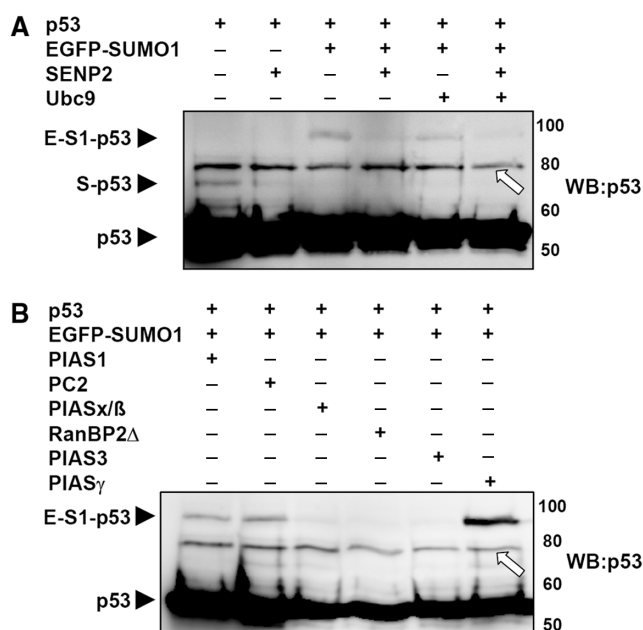 A
p53 + + + + + +
EGFP-SUMO1 – – + + + +
SENP2 – + – + – +
Ubc9 – – – – + +
E-S1-p53
S-p53
p53
100
80
60
50
WB:p53
B
p53 + + + + + +
EGFP-SUMO1 + + + + + +
PIAS1 + – – – – –
PC2 – + – – – –
PIASx/ß – – + – – –
RanBP2Δ – – – + – –
PIAS3 – – – – + –
PIASγ – – – – – +
E-S1-p53
p53
100
80
60
50
WB:p53